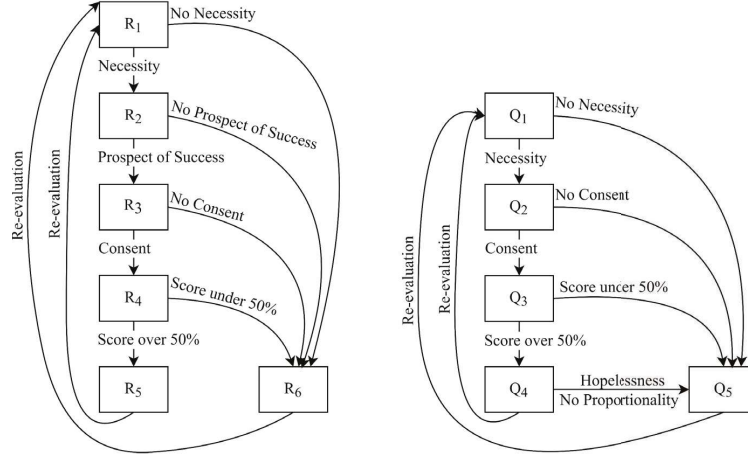 R1
No Necessity
Necessity
R2
No Prospect of Success
Prospect of Success
R3
No Consent
Consent
R4
Score under 50%
Score over 50%
R5
R6
Re-evaluation
Re-evaluation
Q1
No Necessity
Necessity
Q2
No Consent
Consent
Q3
Score under 50%
Score over 50%
Q4
Hopelessness
No Proportionality
Q5
Re-evaluation
Re-evaluation